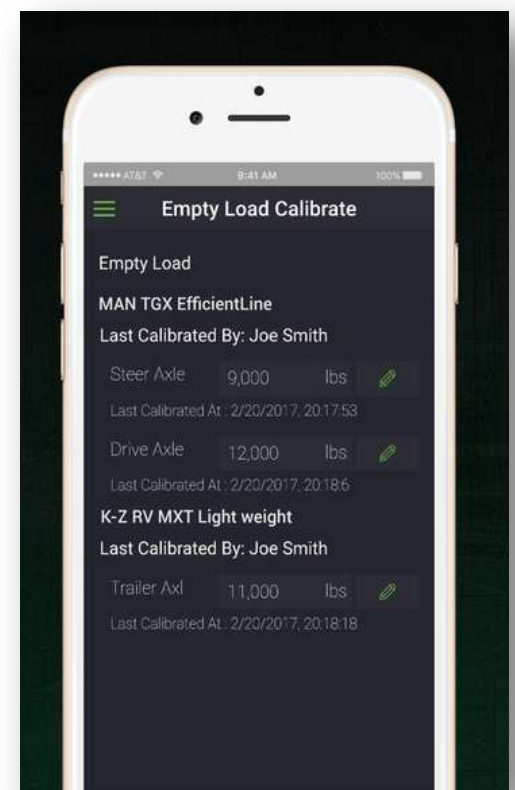 AT&T 9:41 AM 100%
Empty Load Calibrate
Empty Load
MAN TGX EfficientLine
Last Calibrated By: Joe Smith
Steer Axle 9,000 lbs
Last Calibrated At : 2/20/2017, 20:17:53
Drive Axle 12,000 lbs
Last Calibrated At : 2/20/2017, 20:18:6
K-Z RV MXT Light weight
Last Calibrated By: Joe Smith
Trailer Axl 11,000 lbs
Last Calibrated At : 2/20/2017, 20:18:18